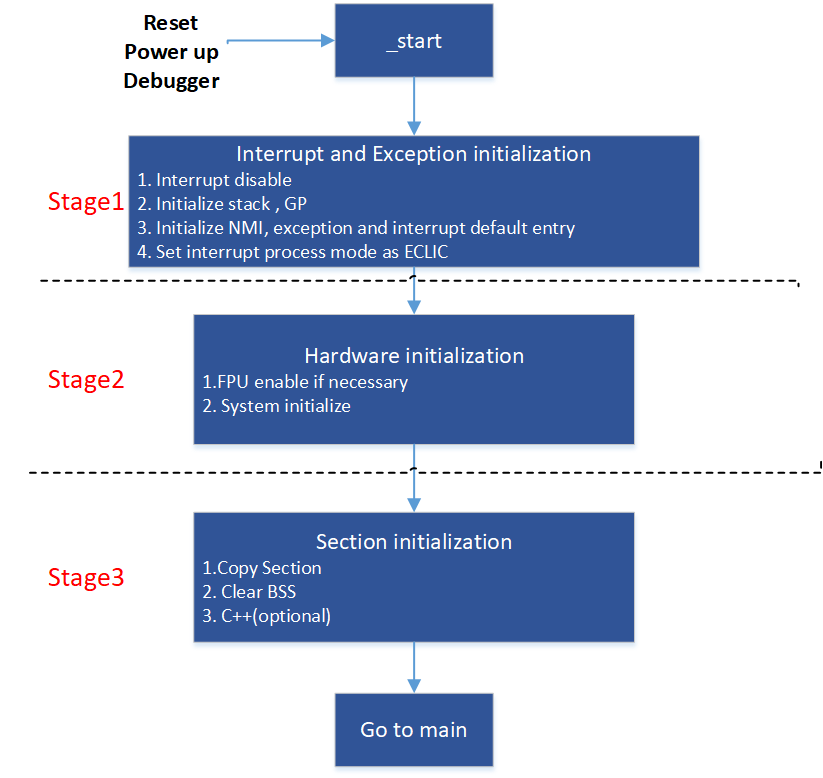 Reset
Power up
Debugger
_start
Interrupt and Exception initialization
1. Interrupt disable
2. Initialize stack , GP
3. Initialize NMI, exception and interrupt default entry
4. Set interrupt process mode as ECLIC
Stage1
Hardware initialization
1.FPU enable if necessary
2. System initialize
Stage2
Section initialization
1.Copy Section
2. Clear BSS
3. C++(optional)
Stage3
Go to main